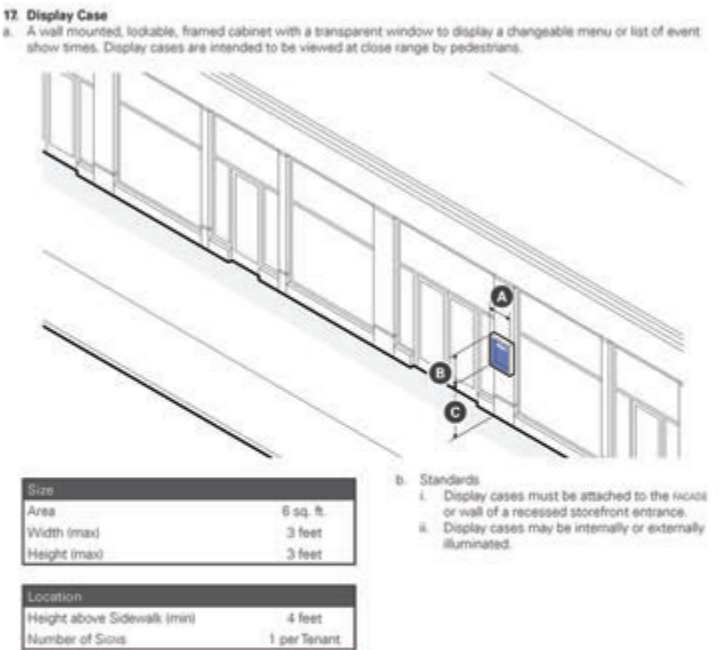 17. Display Case
a. A wall mounted, lockable, framed cabinet with a transparent window to display a changeable menu or list of event
show times. Display cases are intended to be viewed at close range by pedestrians.
A
B
C
Size
Area 6 sq. ft.
Width (max) 3 feet
Height (max) 3 feet
Location
Height above Sidewalk (min) 4 feet
Number of SIGNS 1 per Tenant
b. Standards
i. Display cases must be attached to the FACADE
or wall of a recessed storefront entrance.
ii. Display cases may be internally or externally
illuminated.